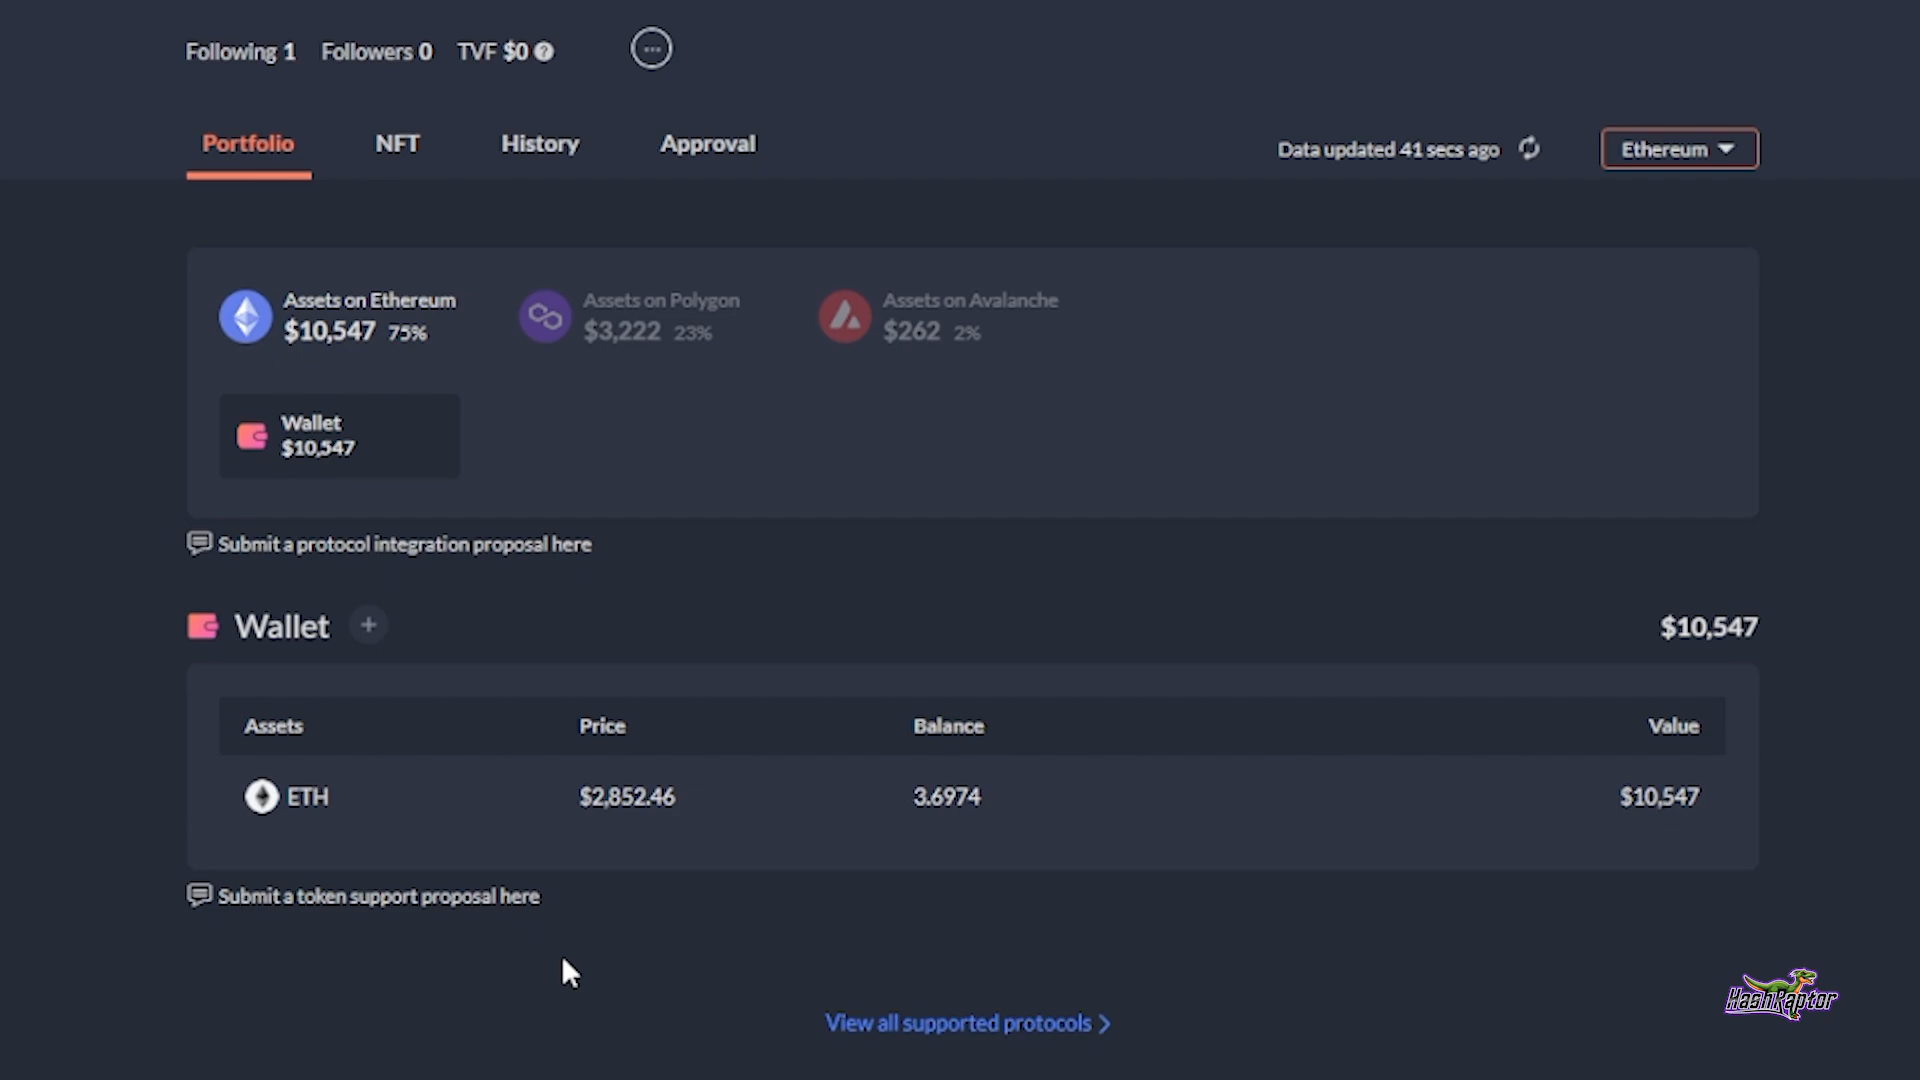 Following 1 Followers 0 TVF $0 ?
Portfolio NFT History Approval Data updated 41 secs ago Ethereum
Assets on Ethereum Assets on Polygon Assets on Avalanche
$10,547 75% $3,222 23% $262 2%
Wallet
$10,547
Submit a protocol integration proposal here
Wallet + $10,547
Assets Price Balance Value
ETH $2,852.46 3.6974 $10,547
Submit a token support proposal here
HashRaptor
View all supported protocols